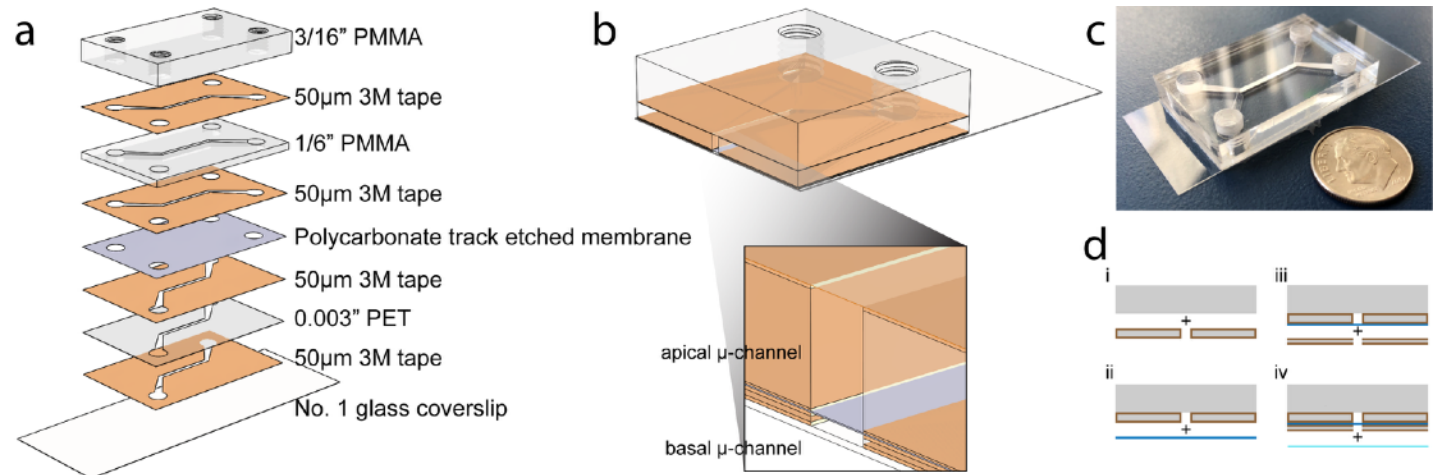 a
3/16” PMMA
50µm 3M tape
1/6” PMMA
50µm 3M tape
Polycarbonate track etched membrane
50µm 3M tape
0.003” PET
50µm 3M tape
No. 1 glass coverslip
b
apical µ-channel
basal µ-channel
c
LIBERTY
d
i
+
ii
+
iii
+
iv
+